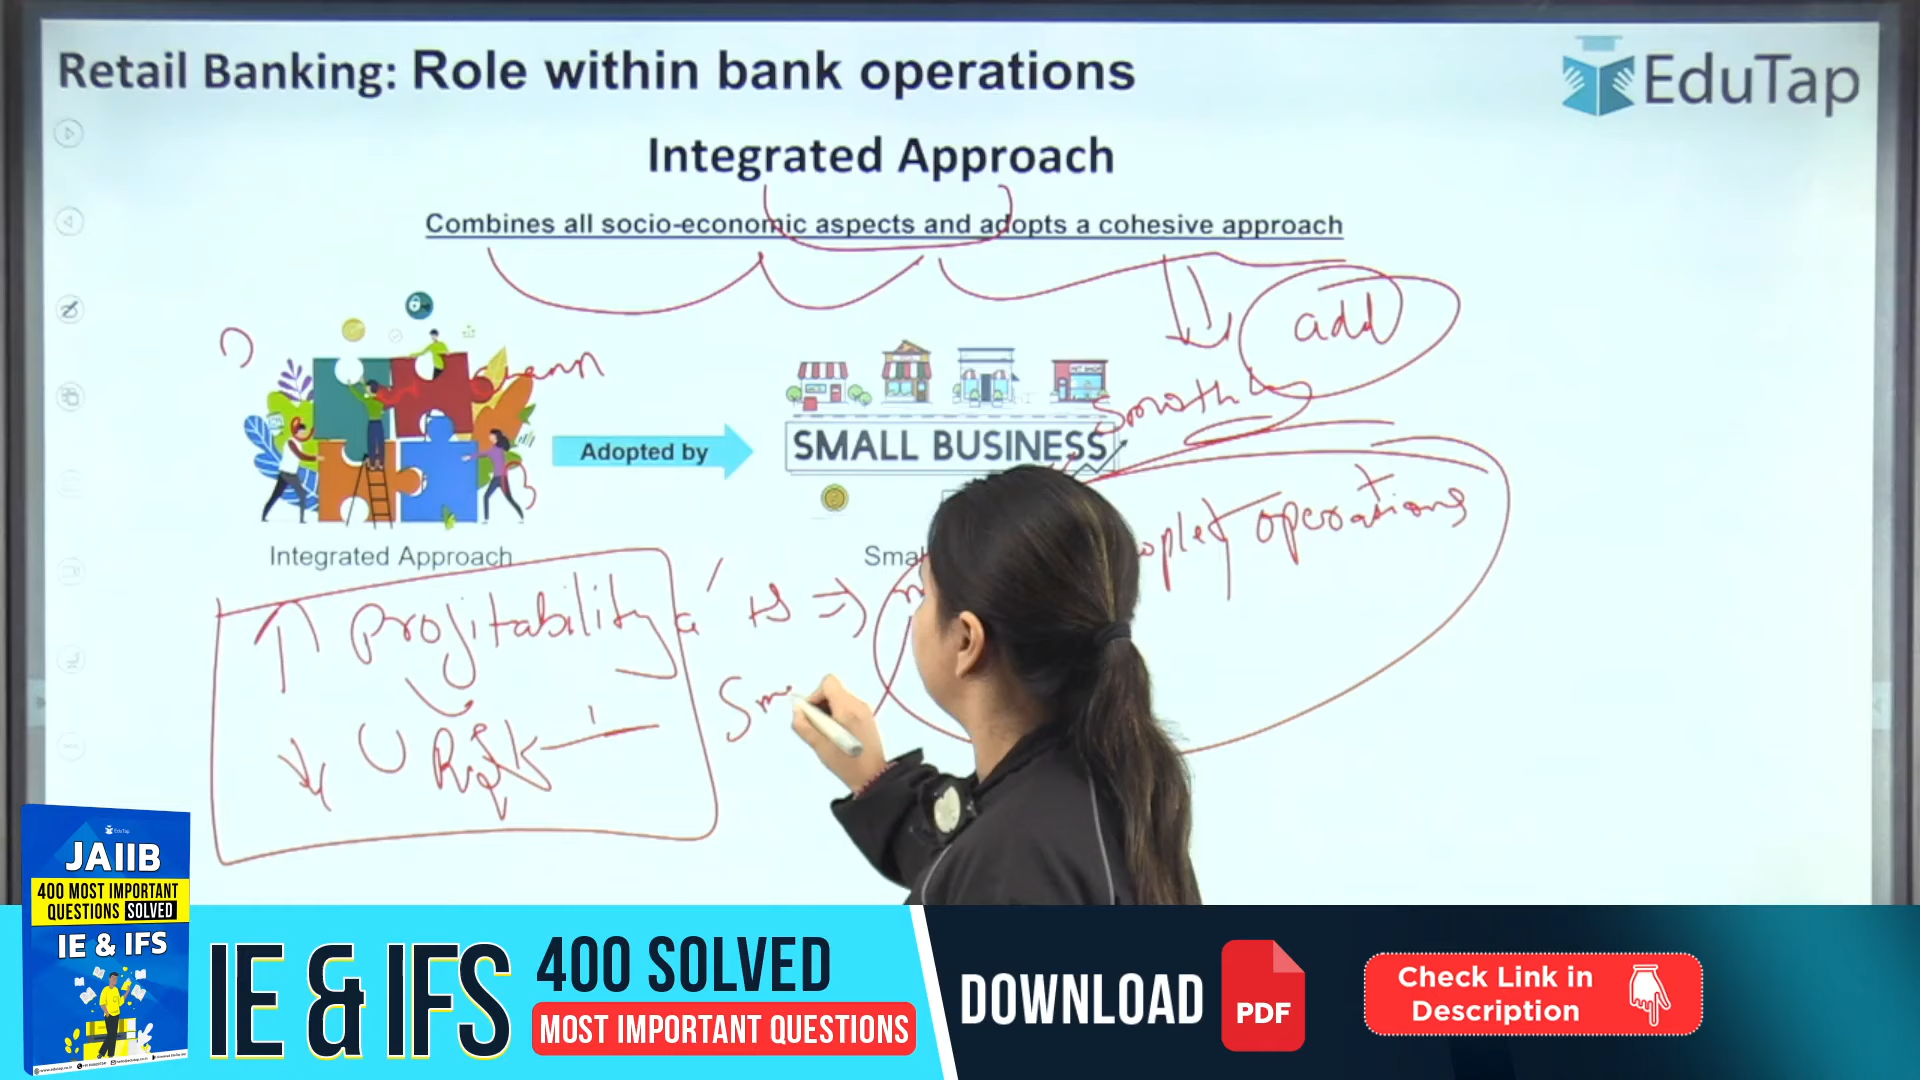 Retail Banking: Role within bank operations
EduTap
Integrated Approach
Combines all socio-economic aspects and adopts a cohesive approach
add
Adopted by
SMALL BUSINESS
operations
Integrated Approach
Smal
Profitability
Risk
EduTap
JAIIB
400 MOST IMPORTANT
QUESTIONS SOLVED
IE & IFS
IE & IFS
400 SOLVED
MOST IMPORTANT QUESTIONS
DOWNLOAD
PDF
Check Link in
Description